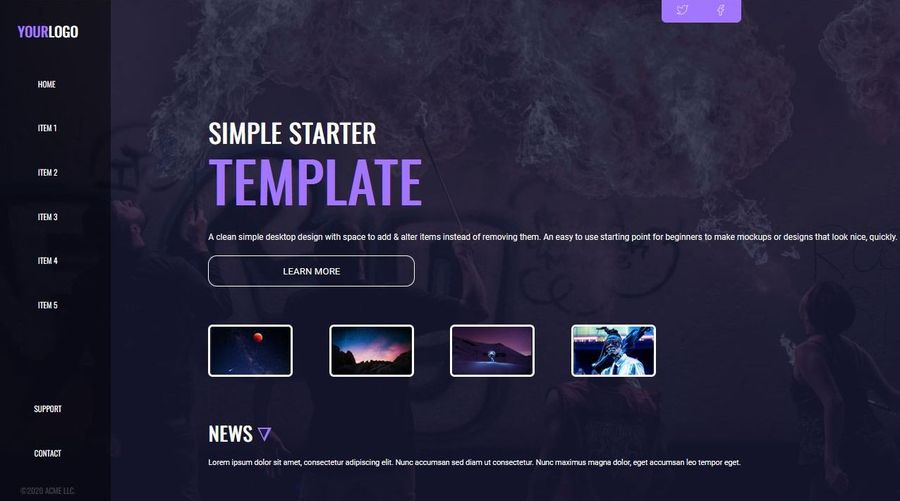 YOURLOGO
HOME
ITEM 1
ITEM 2
ITEM 3
ITEM 4
ITEM 5
SUPPORT
CONTACT
©2020 ACME LLC.
SIMPLE STARTER
TEMPLATE
A clean simple desktop design with space to add & alter items instead of removing them. An easy to use starting point for beginners to make mockups or designs that look nice, quickly.
LEARN MORE
NEWS
Lorem ipsum dolor sit amet, consectetur adipiscing elit. Nunc accumsan sed diam ut consectetur. Nunc maximus magna dolor, eget accumsan leo tempor eget.